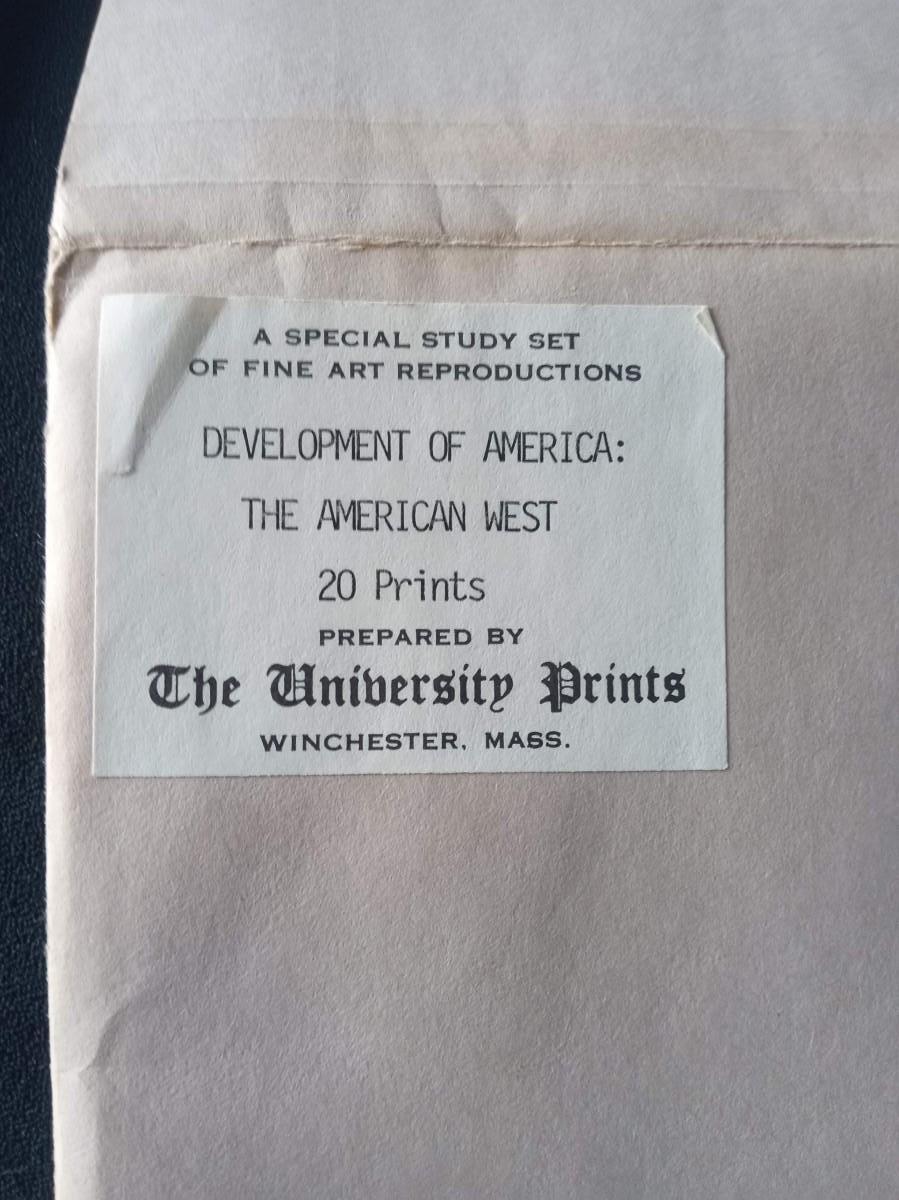 A SPECIAL STUDY SET
OF FINE ART REPRODUCTIONS
DEVELOPMENT OF AMERICA:
THE AMERICAN WEST
20 Prints
PREPARED BY
The University Prints
WINCHESTER, MASS.